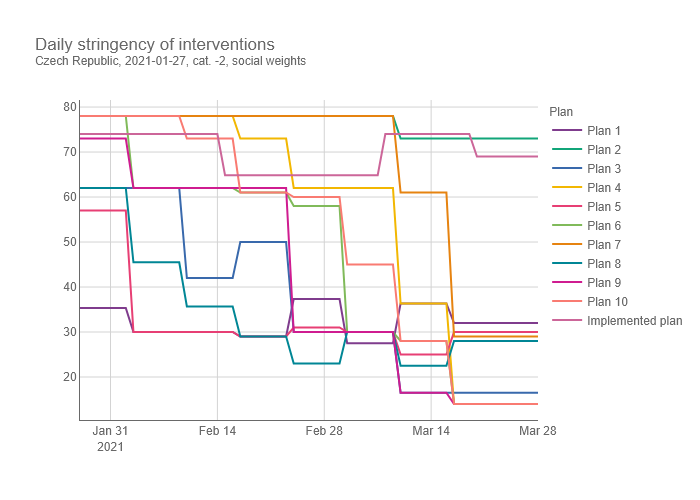 Daily stringency of interventions
Czech Republic, 2021-01-27, cat. -2, social weights
80
70
60
50
40
30
20
Jan 31
2021
Feb 14
Feb 28
Mar 14
Mar 28
Plan
Plan 1
Plan 2
Plan 3
Plan 4
Plan 5
Plan 6
Plan 7
Plan 8
Plan 9
Plan 10
Implemented plan